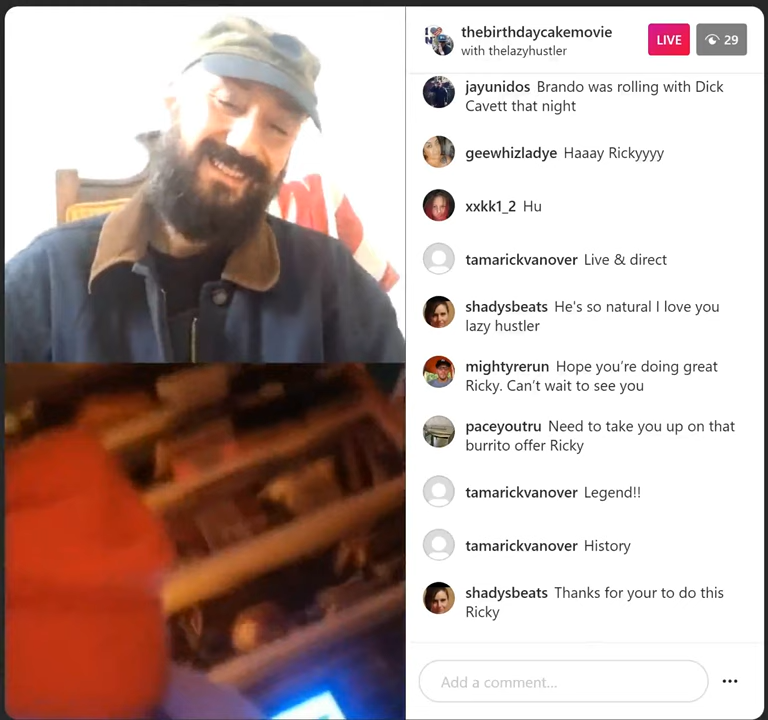 thebirthdaycakemovie
with thelazyhustler
LIVE
29
jayunidos Brando was rolling with Dick
Cavett that night
geewhizladye Haaay Rickyyyy
xxkk1_2 Hu
tamarickvanover Live & direct
shadysbeats He's so natural I love you
lazy hustler
mightyrerun Hope you’re doing great
Ricky. Can’t wait to see you
paceyoutru Need to take you up on that
burrito offer Ricky
tamarickvanover Legend!!
tamarickvanover History
shadysbeats Thanks for your to do this
Ricky
Add a comment...